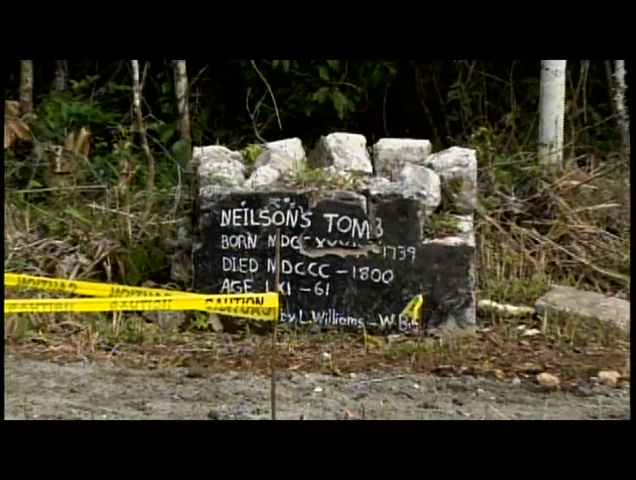 NEILSON'S TOMB
BORN -1739
DIED MDCCC-1800
AGE LXI-61
by L.Williams-W.
CAUTION